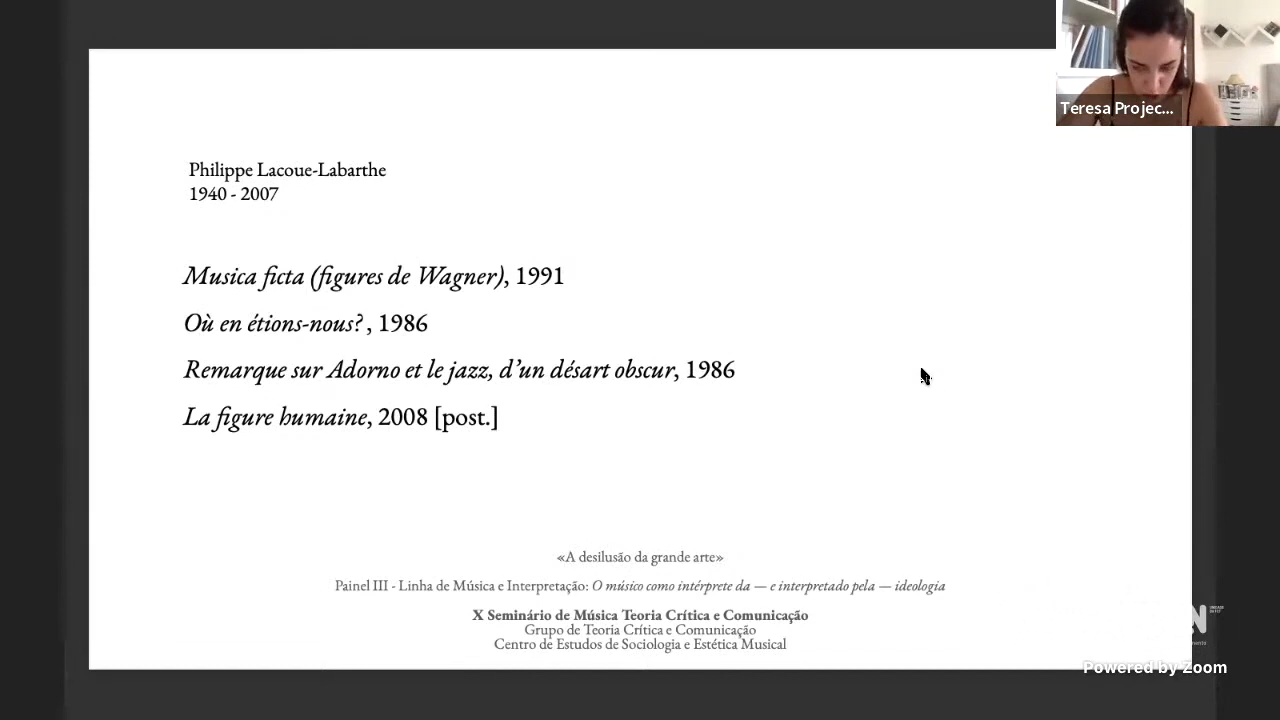 Teresa Projec...
Philippe Lacoue-Labarthe
1940 - 2007
Musica ficta (figures de Wagner), 1991
Où en étions-nous? , 1986
Remarque sur Adorno et le jazz, d’un désart obscur, 1986
La figure humaine, 2008 [post.]
«A desilusão da grande arte»
Painel III - Linha de Música e Interpretação: O músico como intérprete da — e interpretado pela — ideologia
X Seminário de Música Teoria Crítica e Comunicação
Grupo de Teoria Crítica e Comunicação
Centro de Estudos de Sociologia e Estética Musical
N
Powered by Zoom